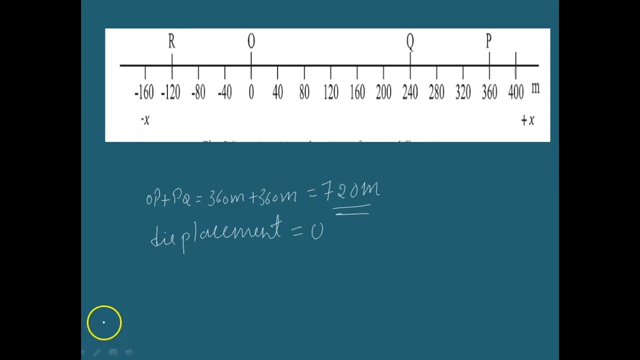 R O Q P
-160 -120 -80 -40 0 40 80 120 160 200 240 280 320 360 400 m
-x +x
OP+PQ = 360m + 360m = 720m
displacement = 0